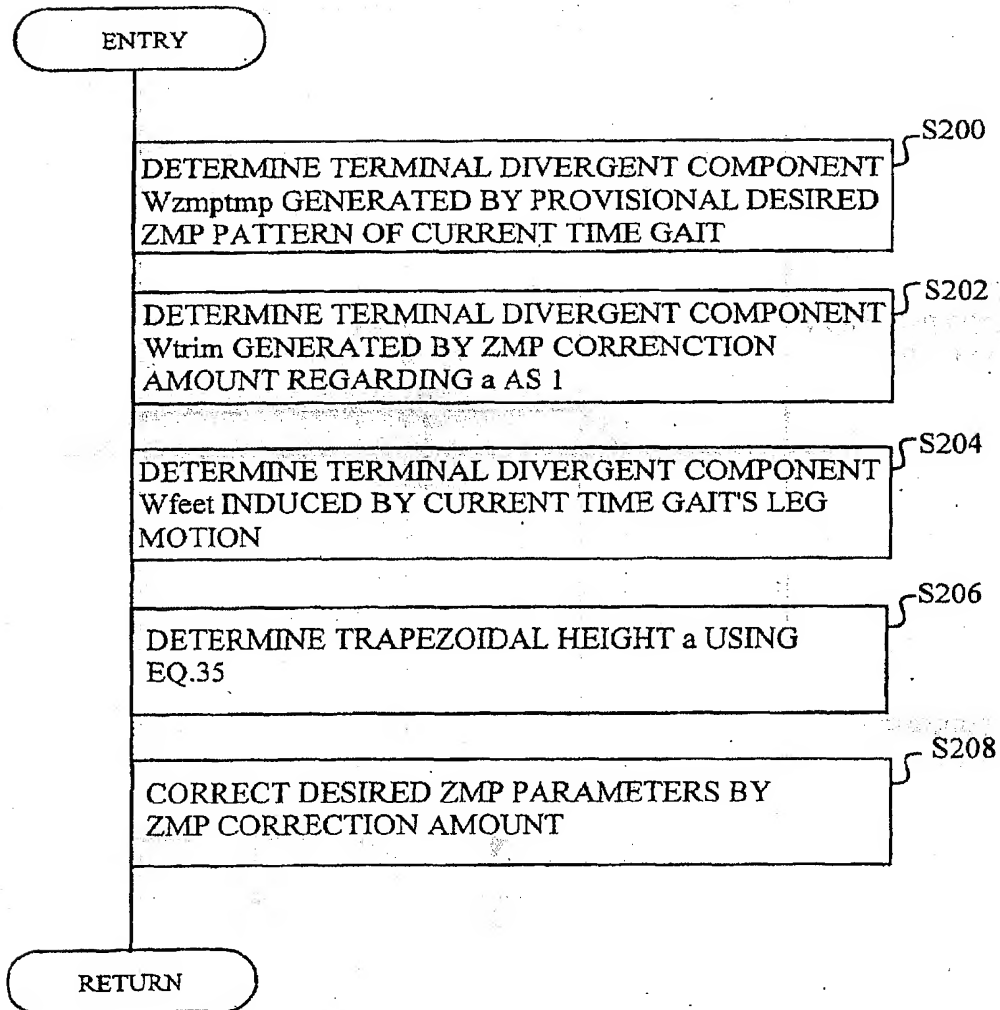 ENTRY
S200
DETERMINE TERMINAL DIVERGENT COMPONENT
Wzmptmp GENERATED BY PROVISIONAL DESIRED
ZMP PATTERN OF CURRENT TIME GAIT
S202
DETERMINE TERMINAL DIVERGENT COMPONENT
Wtrim GENERATED BY ZMP CORRENCTION
AMOUNT REGARDING a AS 1
S204
DETERMINE TERMINAL DIVERGENT COMPONENT
Wfeet INDUCED BY CURRENT TIME GAIT'S LEG
MOTION
S206
DETERMINE TRAPEZOIDAL HEIGHT a USING
EQ.35
S208
CORRECT DESIRED ZMP PARAMETERS BY
ZMP CORRECTION AMOUNT
RETURN